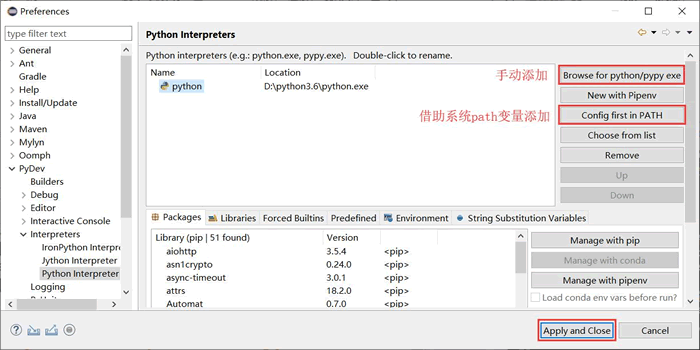 Preferences
type filter text
General
Ant
Gradle
Help
Install/Update
Java
Maven
Mylyn
Oomph
PyDev
Builders
Debug
Editor
Interactive Console
Interpreters
IronPython Interpre
Jython Interpreter
Python Interpreter
Logging
Python Interpreters
Python interpreters (e.g.: python.exe, pypy.exe).   Double-click to rename.
Name Location
python D:\python3.6\python.exe
手动添加
借助系统path变量添加
Browse for python/pypy exe
New with Pipenv
Config first in PATH
Choose from list
Remove
Up
Down
Packages Libraries Forced Builtins Predefined Environment String Substitution Variables
Library (pip | 51 found) Version
aiohttp 3.5.4 <pip>
asn1crypto 0.24.0 <pip>
async-timeout 3.0.1 <pip>
attrs 18.2.0 <pip>
Automat 0.7.0 <pip>
Manage with pip
Manage with conda
Manage with pipenv
Load conda env vars before run?
Apply and Close Cancel